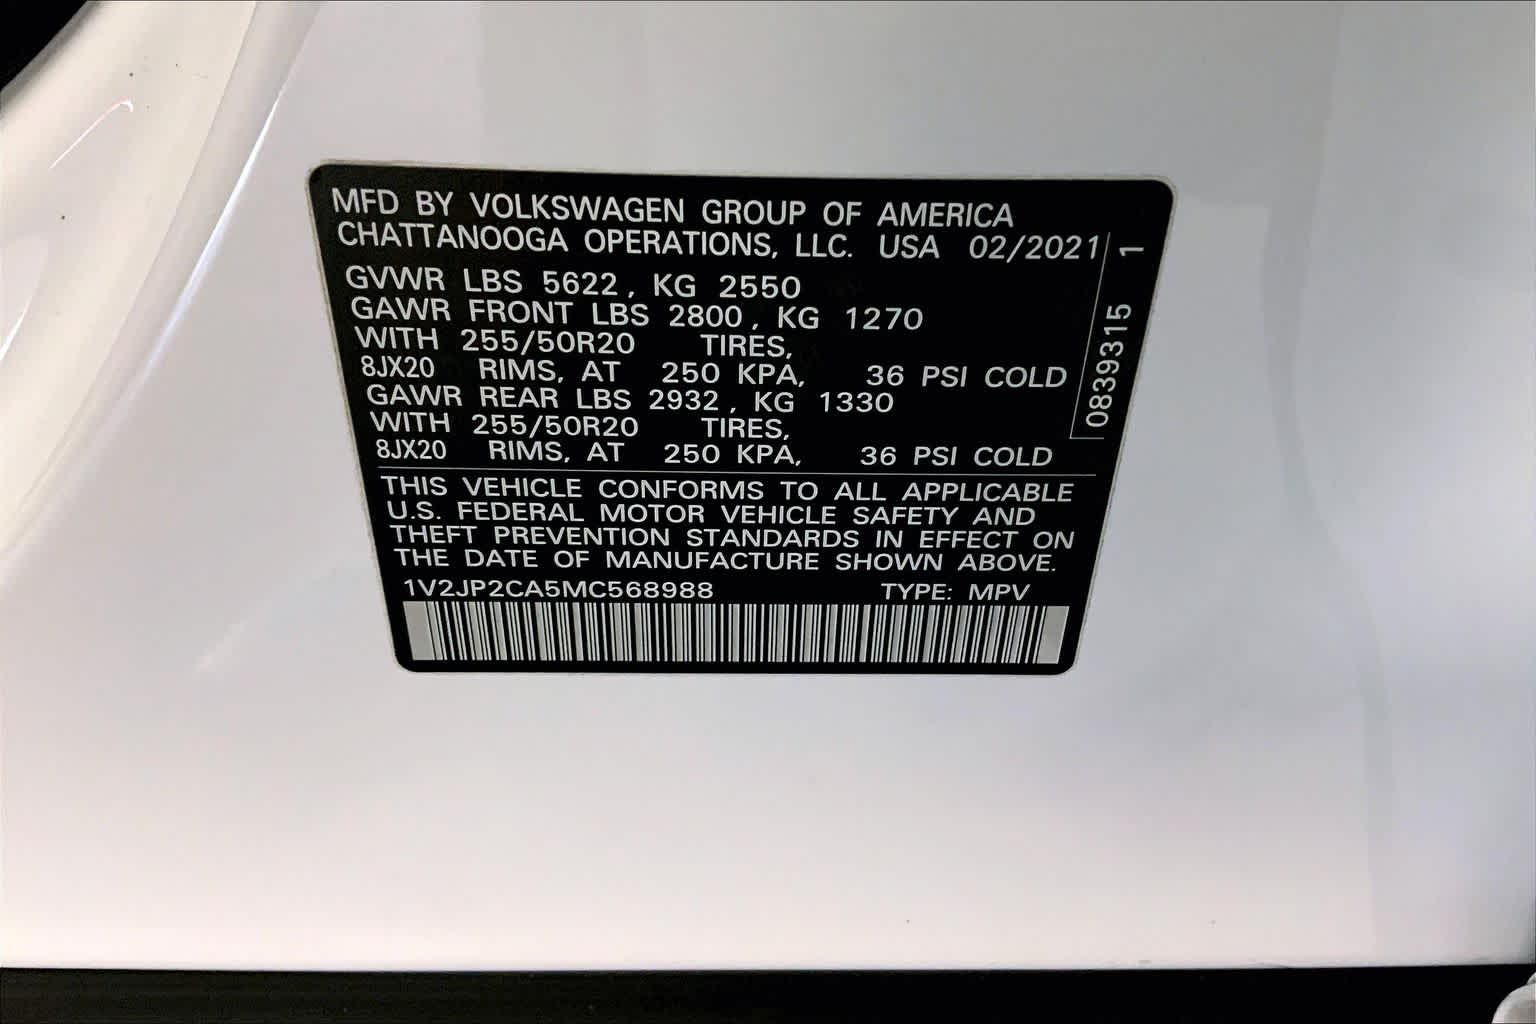 MFD BY VOLKSWAGEN GROUP OF AMERICA
CHATTANOOGA OPERATIONS, LLC. USA 02/2021
GVWR LBS 5622, KG 2550
GAWR FRONT LBS 2800, KG 1270
WITH 255/50R20 TIRES,
8JX20 RIMS, AT 250 KPA, 36 PSI COLD
GAWR REAR LBS 2932, KG 1330
WITH 255/50R20 TIRES,
8JX20 RIMS, AT 250 KPA, 36 PSI COLD
THIS VEHICLE CONFORMS TO ALL APPLICABLE
U.S. FEDERAL MOTOR VEHICLE SAFETY AND
THEFT PREVENTION STANDARDS IN EFFECT ON
THE DATE OF MANUFACTURE SHOWN ABOVE.
1V2JP2CA5MC568988 TYPE: MPV
0839315 1